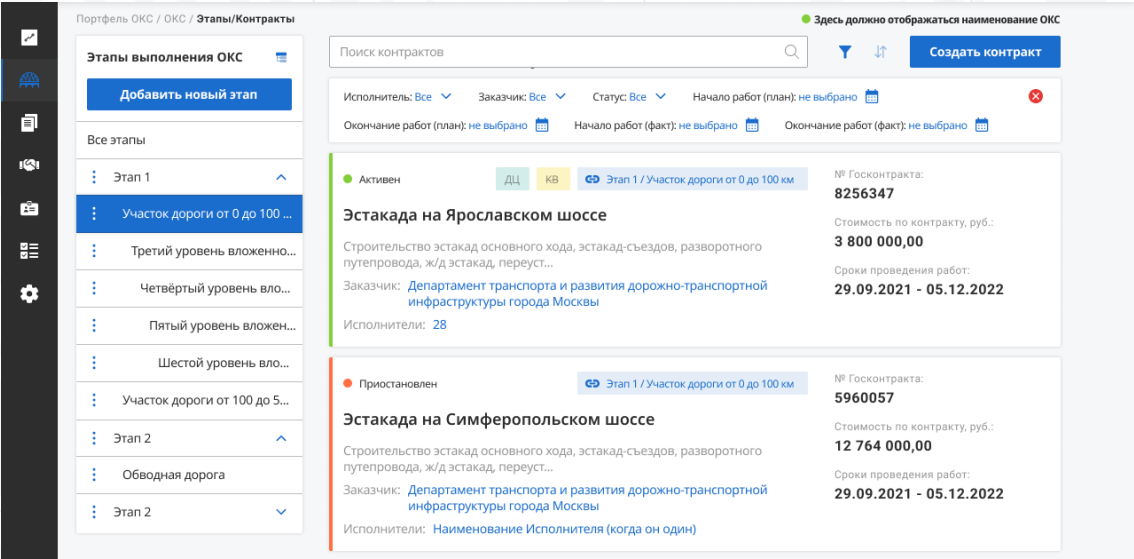 Портфель ОКС / ОКС / Этапы/Контракты
Здесь должно отображаться наименование ОКС
Этапы выполнения ОКС
Добавить новый этап
Все этапы
Этап 1
Участок дороги от 0 до 100 ...
Третий уровень вложенно...
Четвёртый уровень вло...
Пятый уровень вложен...
Шестой уровень вло...
Участок дороги от 100 до 5...
Этап 2
Обводная дорога
Этап 2
Поиск контрактов
Создать контракт
Исполнитель: Все Заказчик: Все Статус: Все Начало работ (план): не выбрано
Окончание работ (план): не выбрано Начало работ (факт): не выбрано Окончание работ (факт): не выбрано
Активен ДЦ КВ Этап 1 / Участок дороги от 0 до 100 км
Эстакада на Ярославском шоссе
Строительство эстакад основного хода, эстакад-съездов, разворотного
путепровода, ж/д эстакад, переуст...
Заказчик: Департамент транспорта и развития дорожно-транспортной
инфраструктуры города Москвы
Исполнители: 28
№ Госконтракта:
8256347
Стоимость по контракту, руб.:
3 800 000,00
Сроки проведения работ:
29.09.2021 - 05.12.2022
Приостановлен Этап 1 / Участок дороги от 0 до 100 км
Эстакада на Симферопольском шоссе
Строительство эстакад основного хода, эстакад-съездов, разворотного
путепровода, ж/д эстакад, переуст...
Заказчик: Департамент транспорта и развития дорожно-транспортной
инфраструктуры города Москвы
Исполнители: Наименование Исполнителя (когда он один)
№ Госконтракта:
5960057
Стоимость по контракту, руб.:
12 764 000,00
Сроки проведения работ:
29.09.2021 - 05.12.2022